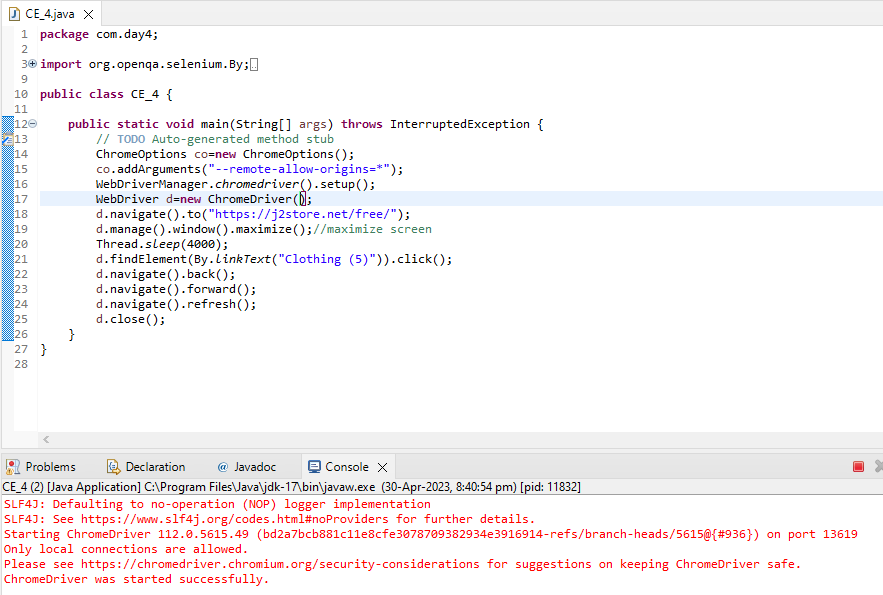 CE_4.java
1 package com.day4;
2
3 import org.openqa.selenium.By;
9
10 public class CE_4 {
11
12 public static void main(String[] args) throws InterruptedException {
13 // TODO Auto-generated method stub
14 ChromeOptions co=new ChromeOptions();
15 co.addArguments("--remote-allow-origins=*");
16 WebDriverManager.chromedriver().setup();
17 WebDriver d=new ChromeDriver();
18 d.navigate().to("https://j2store.net/free/");
19 d.manage().window().maximize();//maximize screen
20 Thread.sleep(4000);
21 d.findElement(By.linkText("Clothing (5)")).click();
22 d.navigate().back();
23 d.navigate().forward();
24 d.navigate().refresh();
25 d.close();
26 }
27 }
28
Problems Declaration @ Javadoc Console
CE_4 (2) [Java Application] C:\Program Files\Java\jdk-17\bin\javaw.exe (30-Apr-2023, 8:40:54 pm) [pid: 11832]
SLF4J: Defaulting to no-operation (NOP) logger implementation
SLF4J: See https://www.slf4j.org/codes.html#noProviders for further details.
Starting ChromeDriver 112.0.5615.49 (bd2a7bcb881c11e8cfe3078709382934e3916914-refs/branch-heads/5615@{#936}) on port 13619
Only local connections are allowed.
Please see https://chromedriver.chromium.org/security-considerations for suggestions on keeping ChromeDriver safe.
ChromeDriver was started successfully.